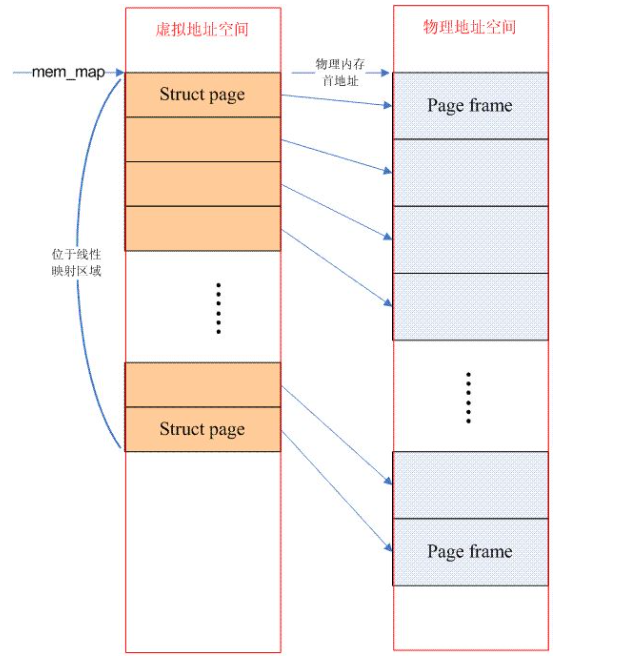 虚拟地址空间
物理地址空间
mem_map
物理内存
首地址
Struct page
Page frame
位于线性
映射区域
Struct page
Page frame